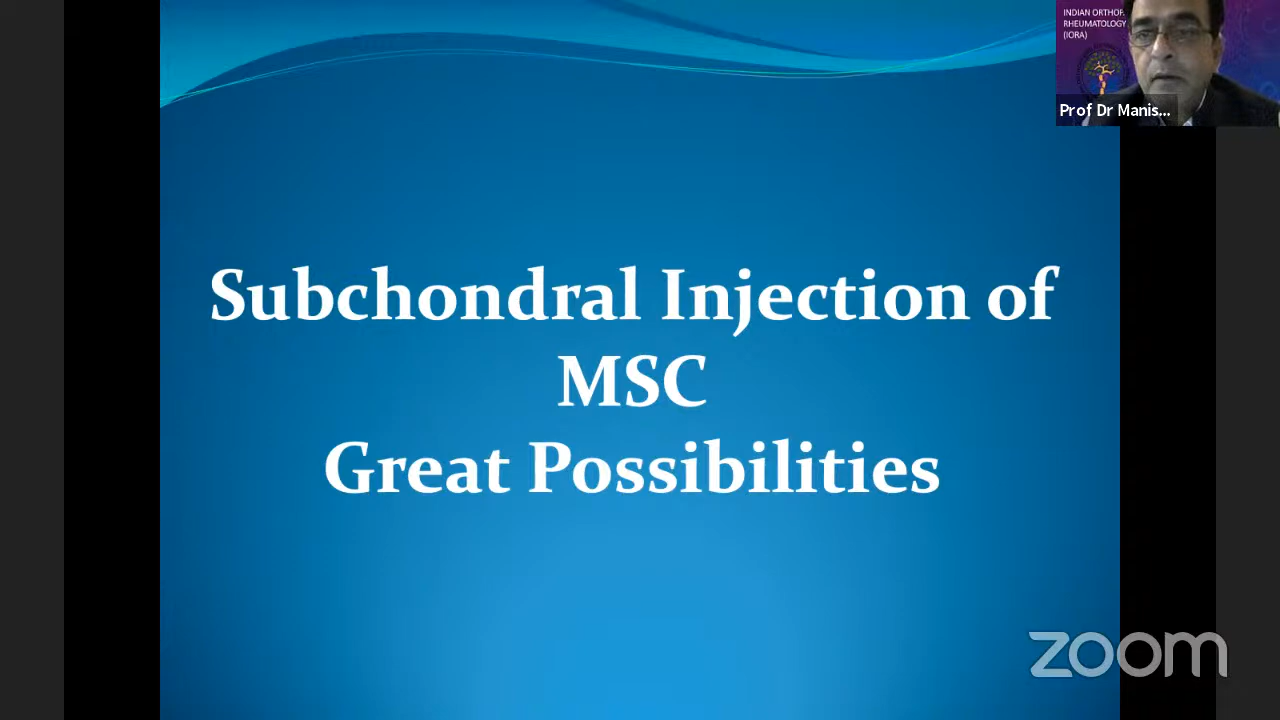 INDIAN ORTHOP.
RHEUMATOLOGY
(IORA)
Prof Dr Manis...
Subchondral Injection of
MSC
Great Possibilities
zoom